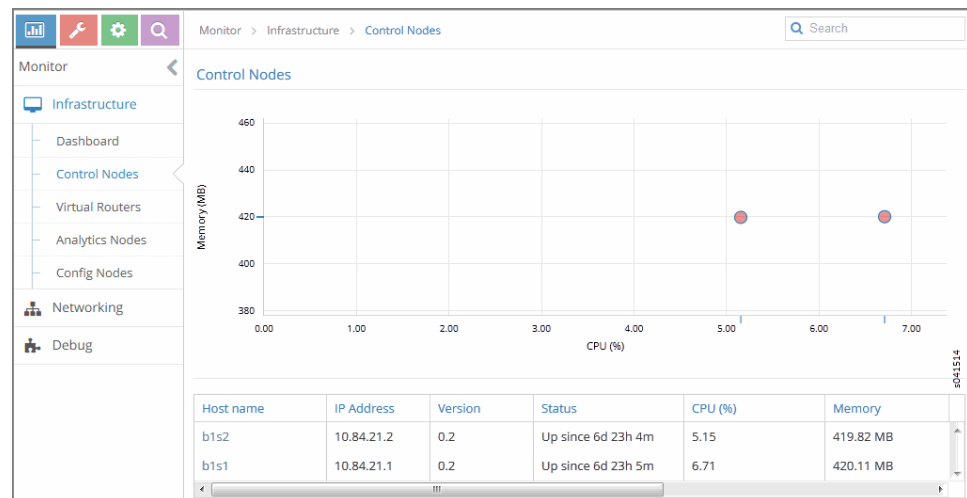 Monitor > Infrastructure > Control Nodes
Search
Monitor
Infrastructure
Dashboard
Control Nodes
Virtual Routers
Analytics Nodes
Config Nodes
Networking
Debug
Control Nodes
Memory (MB)
460
440
420
400
380
0.00 1.00 2.00 3.00 4.00 5.00 6.00 7.00
CPU (%)
s041514
Host name IP Address Version Status CPU (%) Memory
b1s2 10.84.21.2 0.2 Up since 6d 23h 4m 5.15 419.82 MB
b1s1 10.84.21.1 0.2 Up since 6d 23h 5m 6.71 420.11 MB